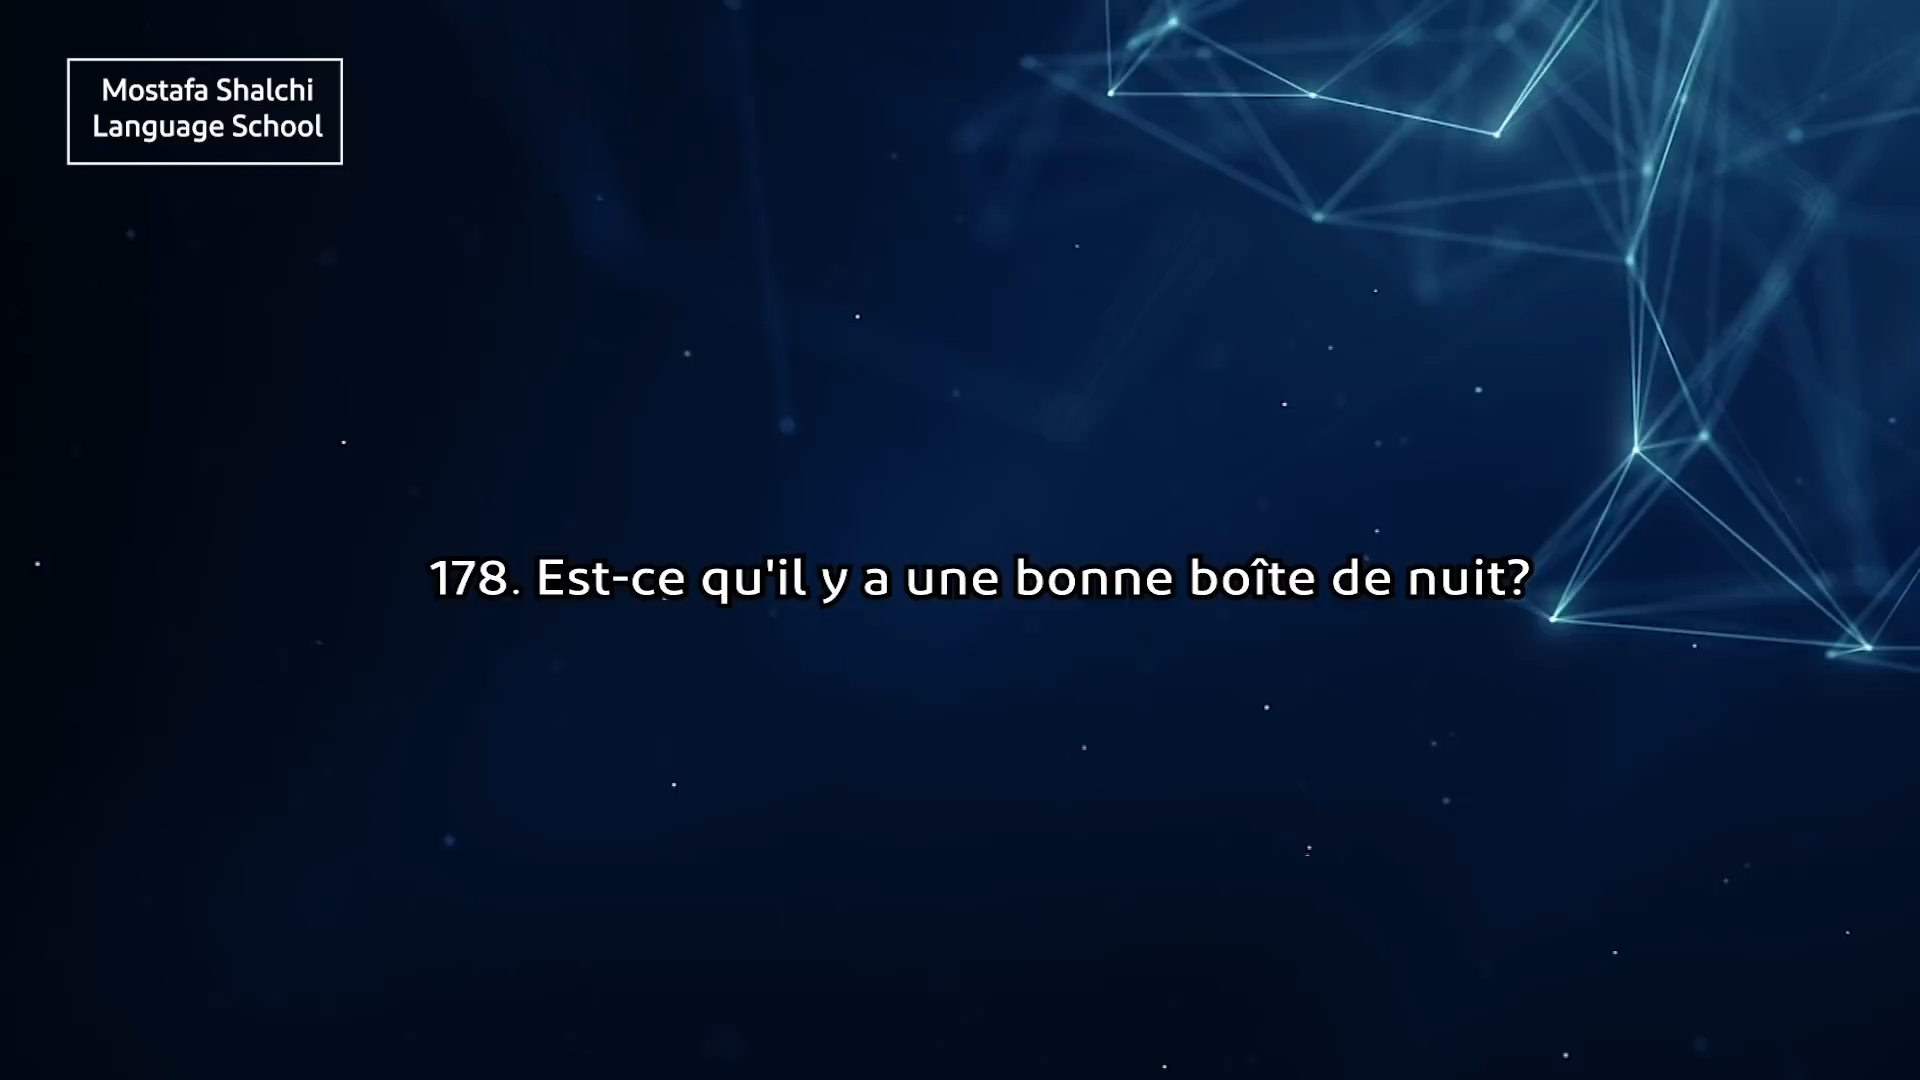 Mostafa Shalchi
Language School
178. Est-ce qu'il y a une bonne boîte de nuit?